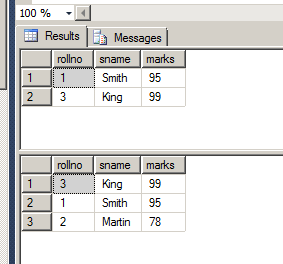 100 %
Results Messages
rollno sname marks
1 1 Smith 95
2 3 King 99
rollno sname marks
1 3 King 99
2 1 Smith 95
3 2 Martin 78